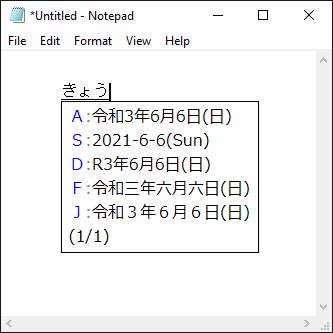 *Untitled - Notepad
File Edit Format View Help
きょう
A:令和3年6月6日(日)
S:2021-6-6(Sun)
D:R3年6月6日(日)
F:令和三年六月六日(日)
J:令和３年６月６日(日)
(1/1)